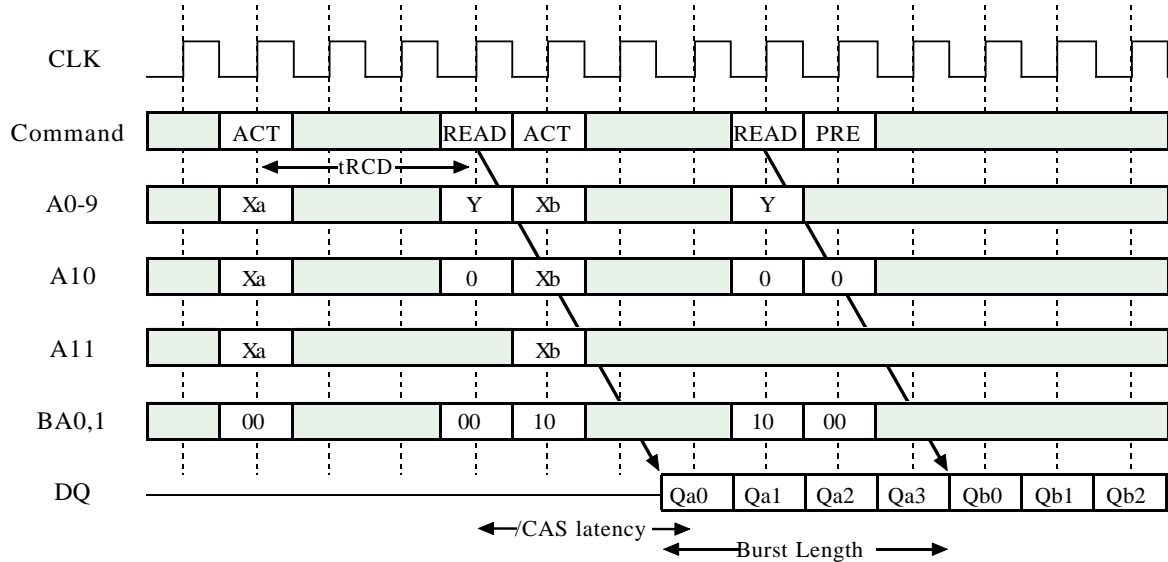 CLK
Command ACT READ ACT READ PRE
tRCD
A0-9 Xa Y Xb Y
A10 Xa 0 Xb 0 0
A11 Xa Xb
BA0,1 00 00 10 10 00
DQ Qa0 Qa1 Qa2 Qa3 Qb0 Qb1 Qb2
/CAS latency
Burst Length